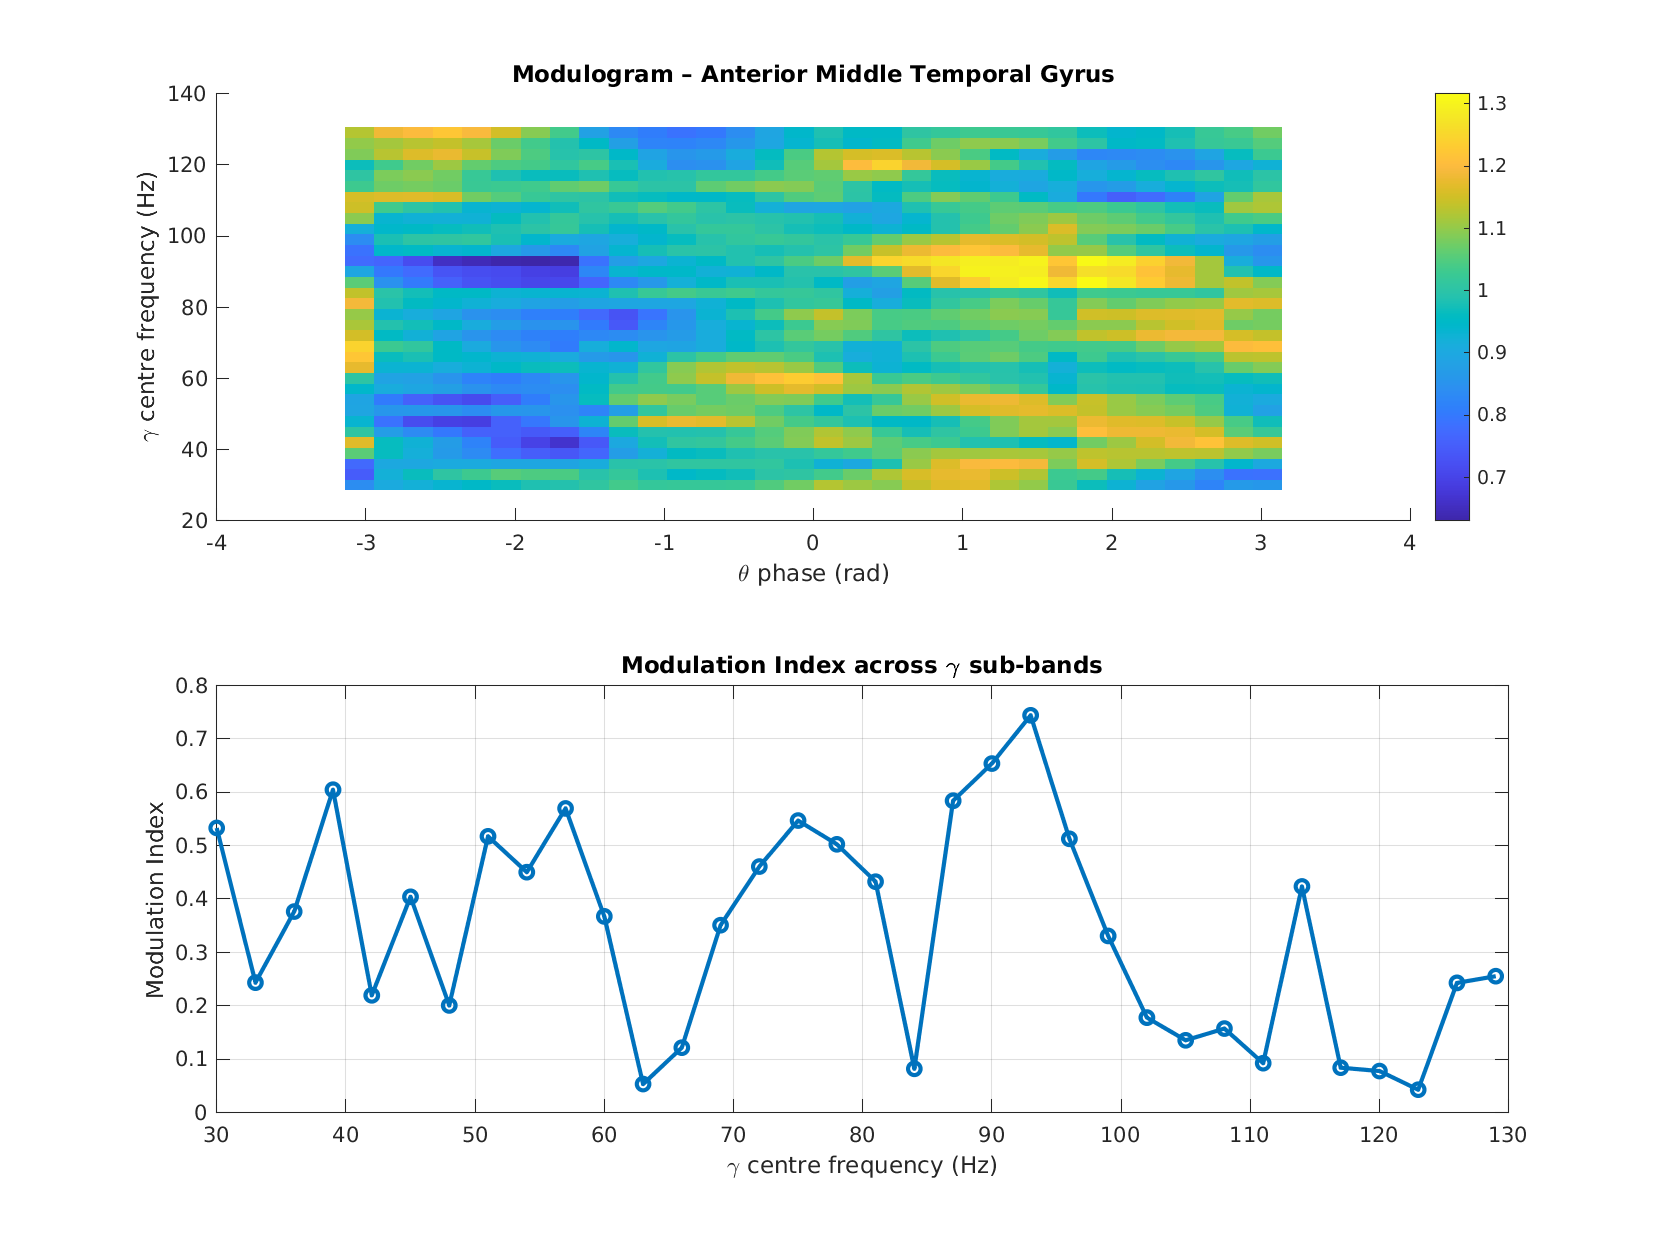 Modulogram – Anterior Middle Temporal Gyrus
140
120
100
80
60
40
20
γ centre frequency (Hz)
-4 -3 -2 -1 0 1 2 3 4
θ phase (rad)
1.3
1.2
1.1
1
0.9
0.8
0.7
Modulation Index across γ sub-bands
0.8
0.7
0.6
0.5
0.4
0.3
0.2
0.1
0
Modulation Index
30 40 50 60 70 80 90 100 110 120 130
γ centre frequency (Hz)